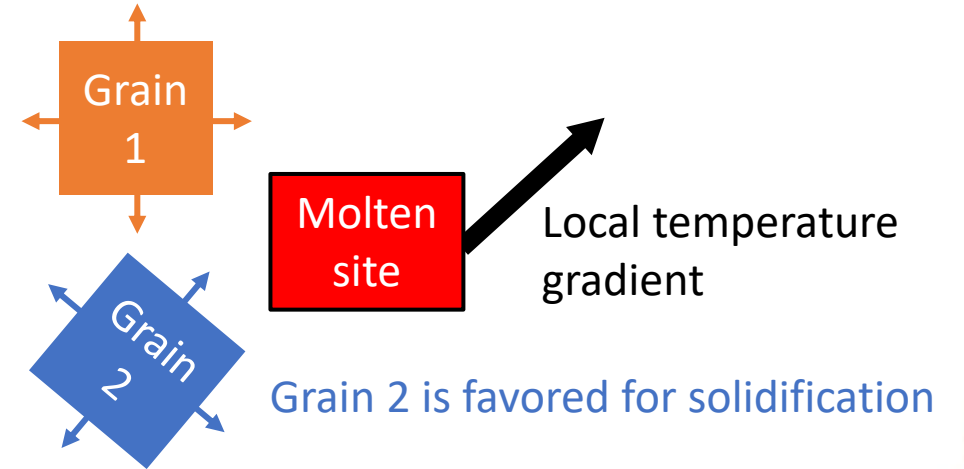 Grain
1
Molten
site
Local temperature
gradient
Grain
2
Grain 2 is favored for solidification